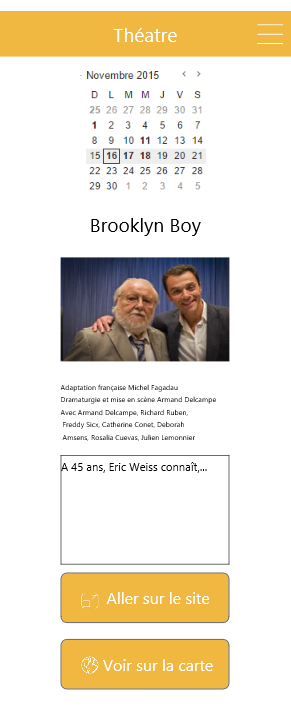 Théatre
Novembre 2015 < >
D L M M J V S
25 26 27 28 29 30 31
1 2 3 4 5 6 7
8 9 10 11 12 13 14
15 16 17 18 19 20 21
22 23 24 25 26 27 28
29 30 1 2 3 4 5
Brooklyn Boy
Adaptation française Michel Fagadau
Dramaturgie et mise en scène Armand Delcampe
Avec Armand Delcampe, Richard Ruben,
Freddy Sicx, Catherine Conet, Deborah
Amsens, Rosalia Cuevas, Julien Lemonnier
A 45 ans, Eric Weiss connaît,...
Aller sur le site
Voir sur la carte